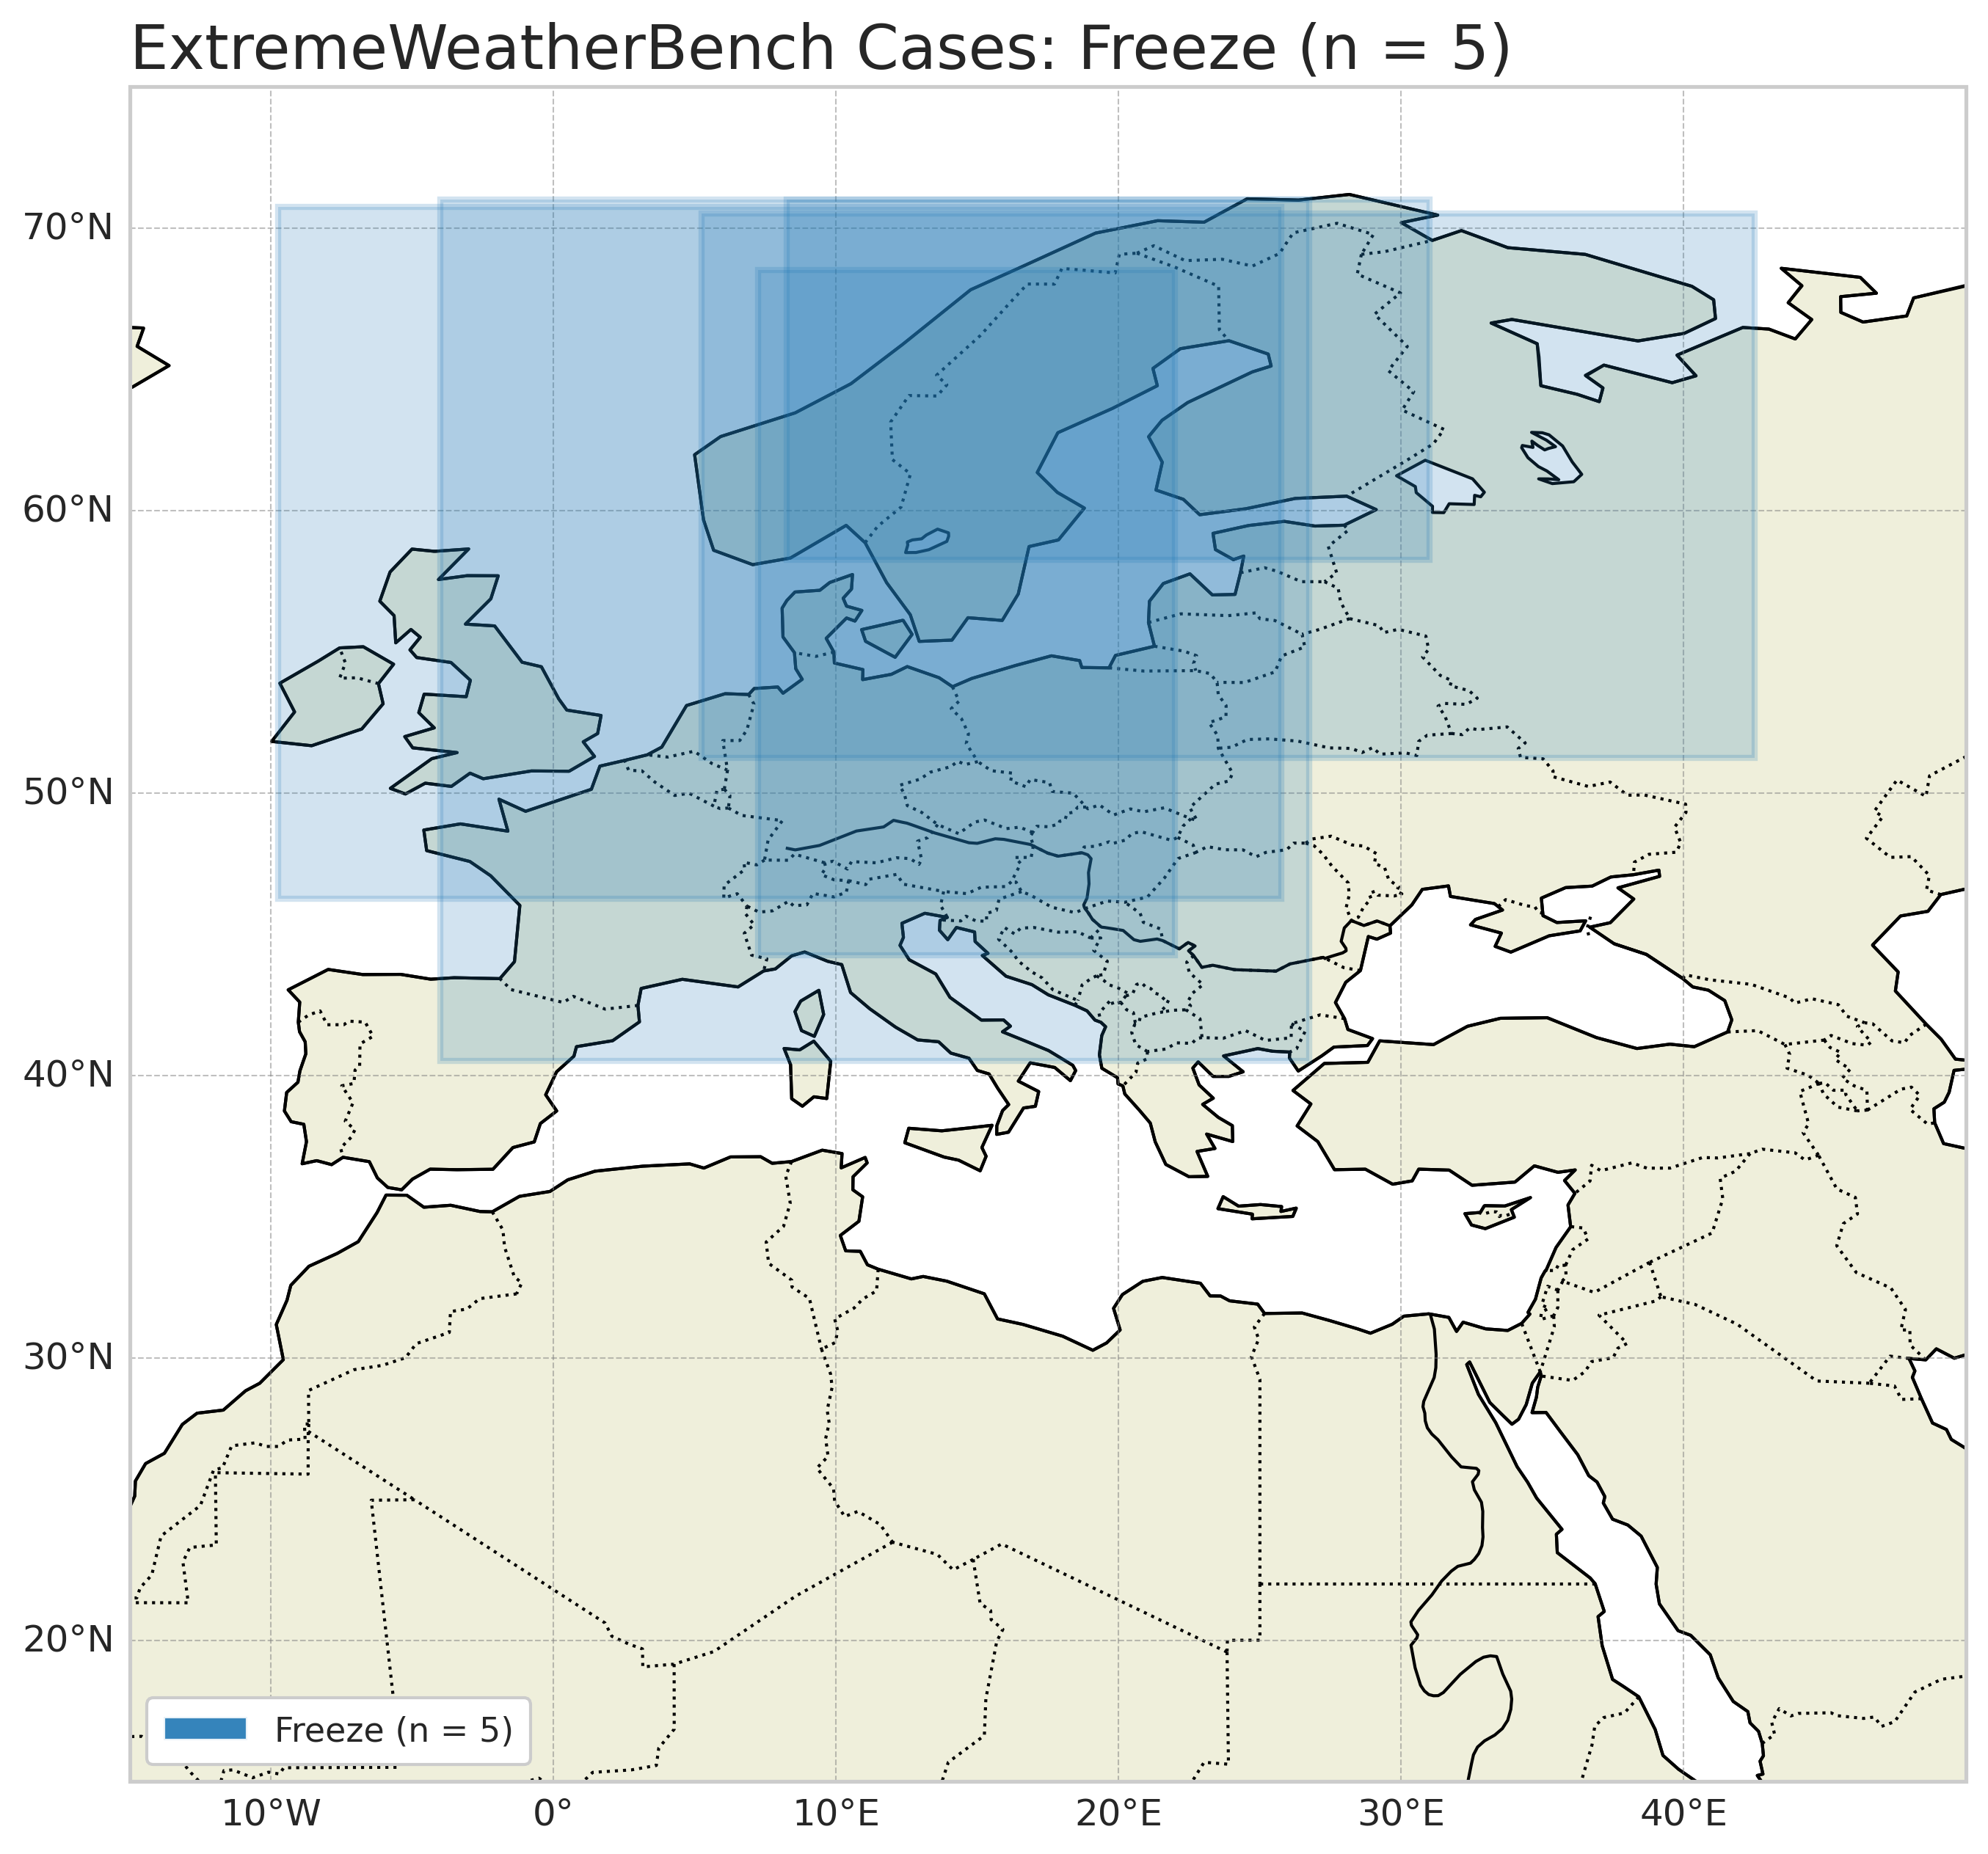 ExtremeWeatherBench Cases: Freeze (n = 5)
70°N
60°N
50°N
40°N
30°N
20°N
Freeze (n = 5)
10°W 0° 10°E 20°E 30°E 40°E